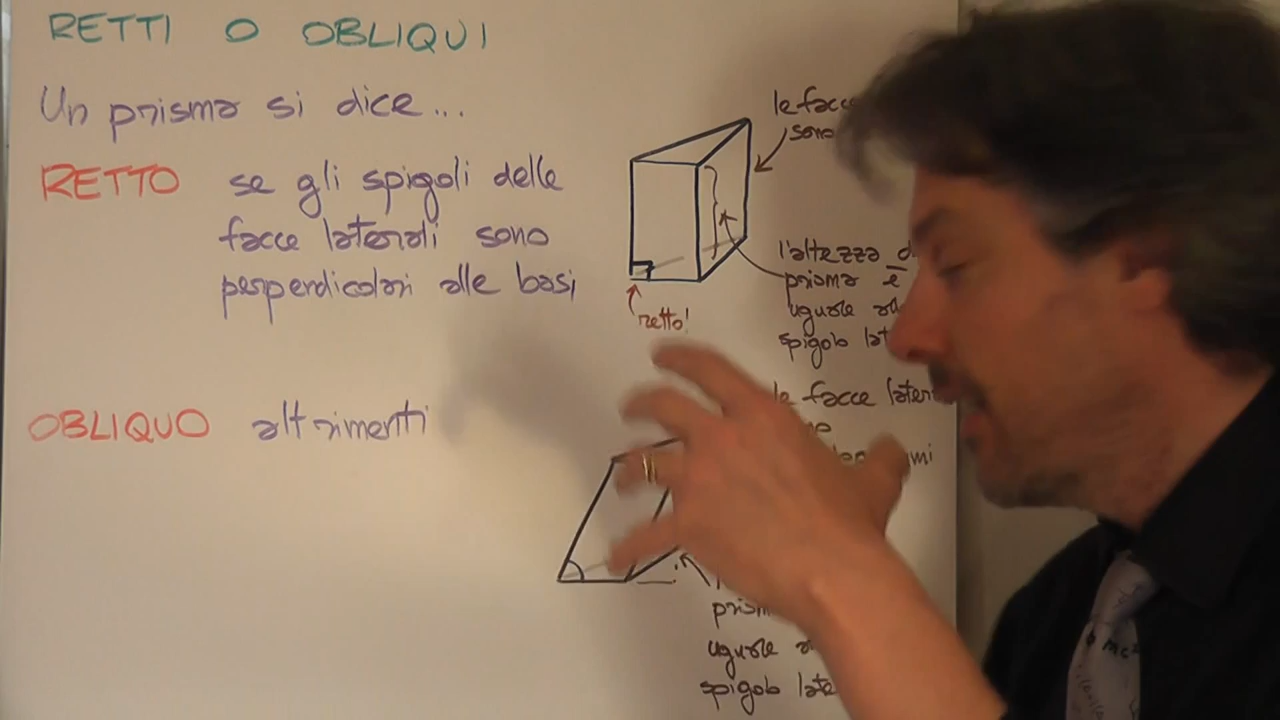 RETTI O OBLIQUI
Un prisma si dice...
RETTO se gli spigoli delle
facce laterali sono
perpendicolari alle basi
OBLIQUO altrimenti
le facce
sono
l'altezza
prisma è
uguale
spigolo
retto!
le facce
uguale
spigolo